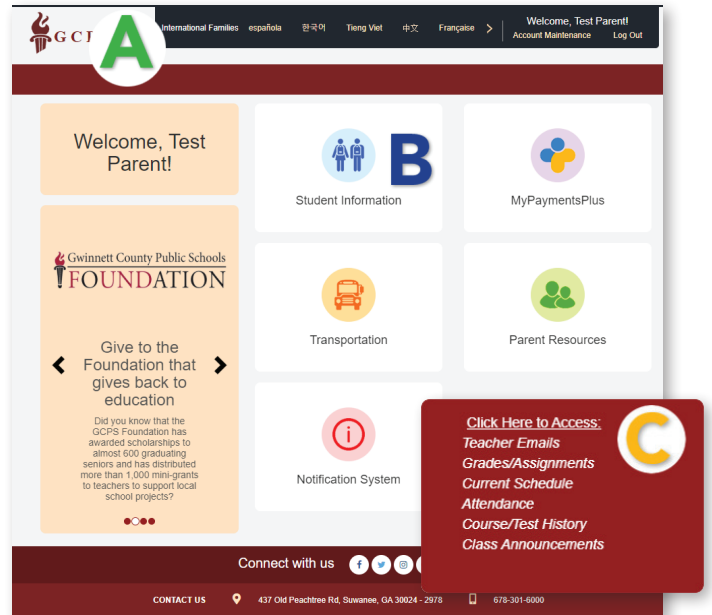 GC
A
International Families española 한국어 Tieng Viet 中文 Française
Welcome, Test Parent!
Account Maintenance Log Out
Welcome, Test
Parent!
B
Student Information
MyPaymentsPlus
Gwinnett County Public Schools
FOUNDATION
Transportation
Parent Resources
Give to the
Foundation that
gives back to
education
Did you know that the
GCPS Foundation has
awarded scholarships to
almost 600 graduating
seniors and has distributed
more than 1,000 mini-grants
to teachers to support local
school projects?
Notification System
Click Here to Access:
C
Teacher Emails
Grades/Assignments
Current Schedule
Attendance
Course/Test History
Class Announcements
Connect with us
CONTACT US 437 Old Peachtree Rd, Suwanee, GA 30024 - 2978 678-301-6000